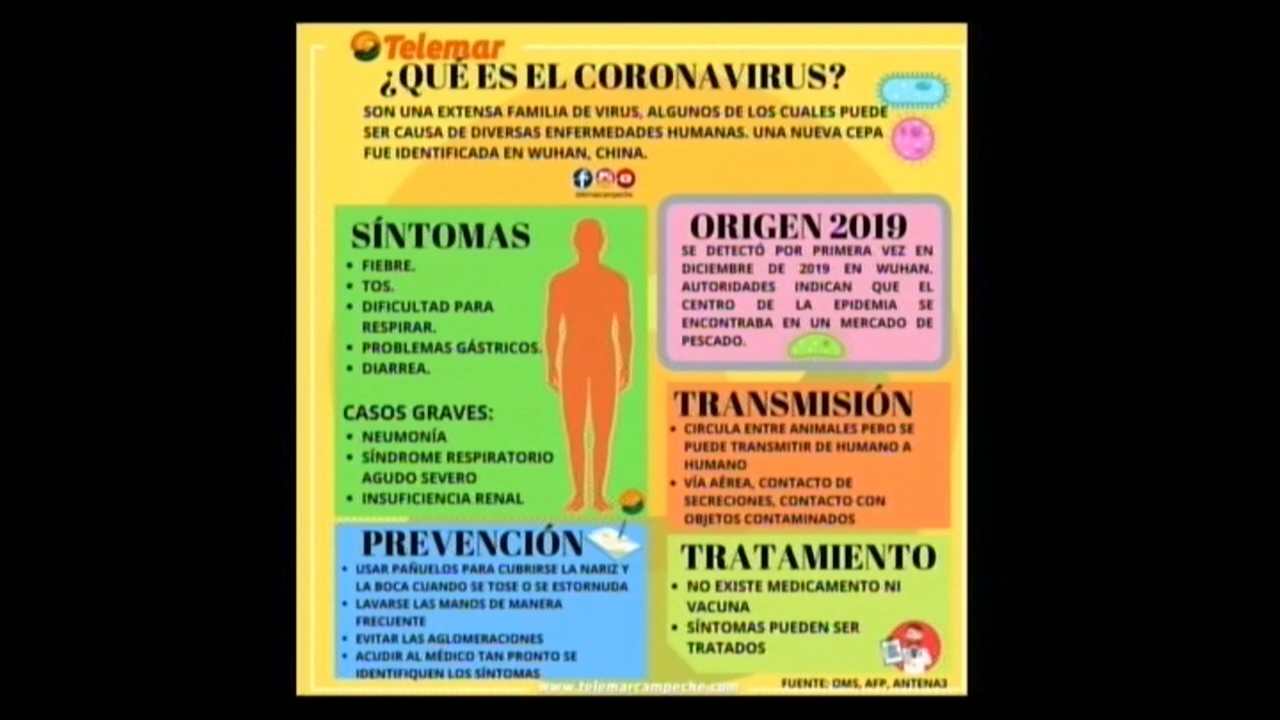 Telemar
¿QUÉ ES EL CORONAVIRUS?
SON UNA EXTENSA FAMILIA DE VIRUS, ALGUNOS DE LOS CUALES PUEDE
SER CAUSA DE DIVERSAS ENFERMEDADES HUMANAS. UNA NUEVA CEPA
FUE IDENTIFICADA EN WUHAN, CHINA.
telemarcampeche
SÍNTOMAS
• FIEBRE.
• TOS.
• DIFICULTAD PARA
RESPIRAR.
• PROBLEMAS GÁSTRICOS.
• DIARREA.
CASOS GRAVES:
• NEUMONÍA
• SÍNDROME RESPIRATORIO
AGUDO SEVERO
• INSUFICIENCIA RENAL
ORIGEN 2019
SE DETECTÓ POR PRIMERA VEZ EN
DICIEMBRE DE 2019 EN WUHAN.
AUTORIDADES INDICAN QUE EL
CENTRO DE LA EPIDEMIA SE
ENCONTRABA EN UN MERCADO DE
PESCADO.
TRANSMISIÓN
• CIRCULA ENTRE ANIMALES PERO SE
PUEDE TRANSMITIR DE HUMANO A
HUMANO
• VÍA AÉREA, CONTACTO DE
SECRECIONES, CONTACTO CON
OBJETOS CONTAMINADOS
PREVENCIÓN
• USAR PAÑUELOS PARA CUBRIRSE LA NARIZ Y
LA BOCA CUANDO SE TOSE O SE ESTORNUDA
• LAVARSE LAS MANOS DE MANERA
FRECUENTE
• EVITAR LAS AGLOMERACIONES
• ACUDIR AL MÉDICO TAN PRONTO SE
IDENTIFIQUEN LOS SÍNTOMAS
TRATAMIENTO
• NO EXISTE MEDICAMENTO NI
VACUNA
• SÍNTOMAS PUEDEN SER
TRATADOS
www.telemarcampeche.com
FUENTE: OMS, AFP, ANTENA3